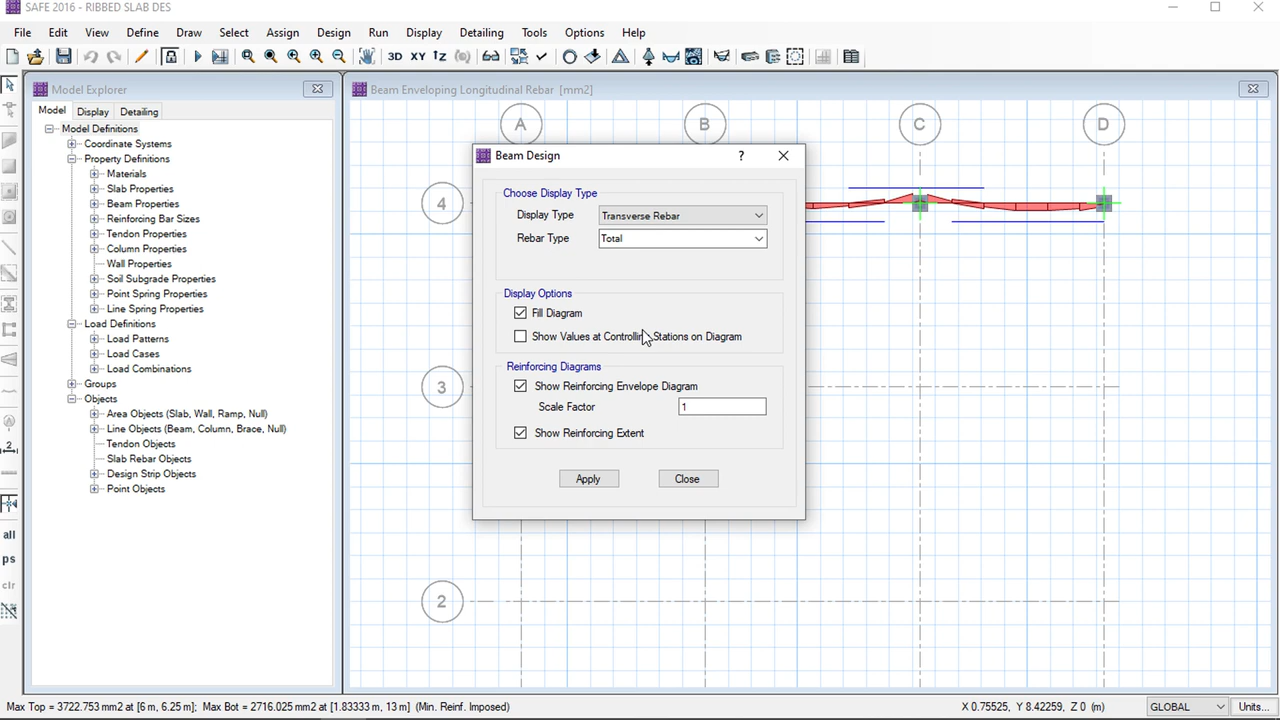 SAFE 2016 - RIBBED SLAB DES
File Edit View Define Draw Select Assign Design Run Display Detailing Tools Options Help
3D XY
Model Explorer
Model Display Detailing
Model Definitions
Coordinate Systems
Property Definitions
Materials
Slab Properties
Beam Properties
Reinforcing Bar Sizes
Tendon Properties
Column Properties
Wall Properties
Soil Subgrade Properties
Point Spring Properties
Line Spring Properties
Load Definitions
Load Patterns
Load Cases
Load Combinations
Groups
Objects
Area Objects (Slab, Wall, Ramp, Null)
Line Objects (Beam, Column, Brace, Null)
Tendon Objects
Slab Rebar Objects
Design Strip Objects
Point Objects
all
ps
clr
Beam Enveloping Longitudinal Rebar [mm2]
A B C D
4
3
2
Beam Design
?
Choose Display Type
Display Type Transverse Rebar
Rebar Type Total
Display Options
Fill Diagram
Show Values at Controlling Stations on Diagram
Reinforcing Diagrams
Show Reinforcing Envelope Diagram
Scale Factor 1
Show Reinforcing Extent
Apply Close
Max Top = 3722.753 mm2 at [6 m, 6.25 m]; Max Bot = 2716.025 mm2 at [1.83333 m, 13 m] (Min. Reinf. Imposed) X 0.75525, Y 8.42259, Z 0 (m) GLOBAL Units...